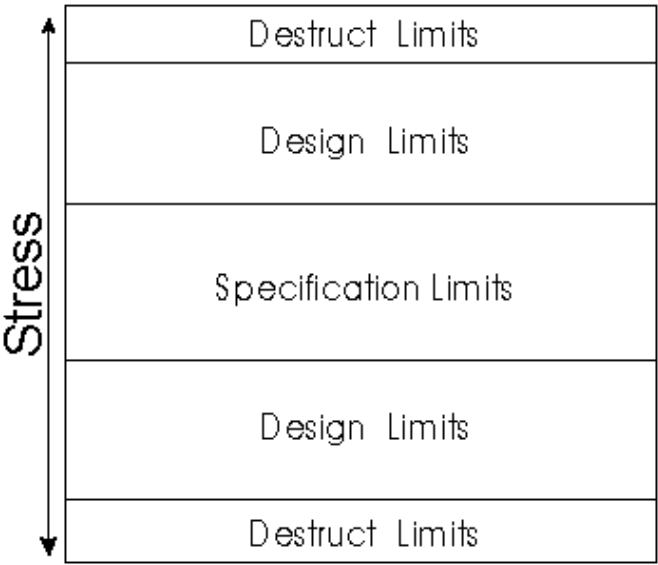 Destruct Limits
Design Limits
Stress
Specification Limits
Design Limits
Destruct Limits